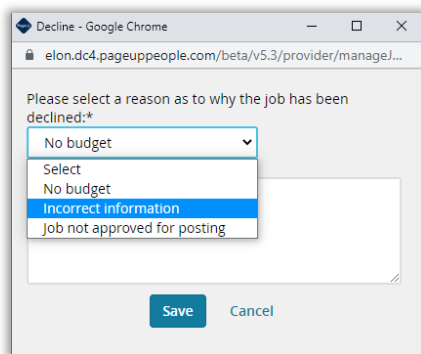 Decline - Google Chrome
elon.dc4.pageuppeople.com/beta/v5.3/provider/manageJ...
Please select a reason as to why the job has been
declined:*
No budget
Select
No budget
Incorrect information
Job not approved for posting
Save Cancel